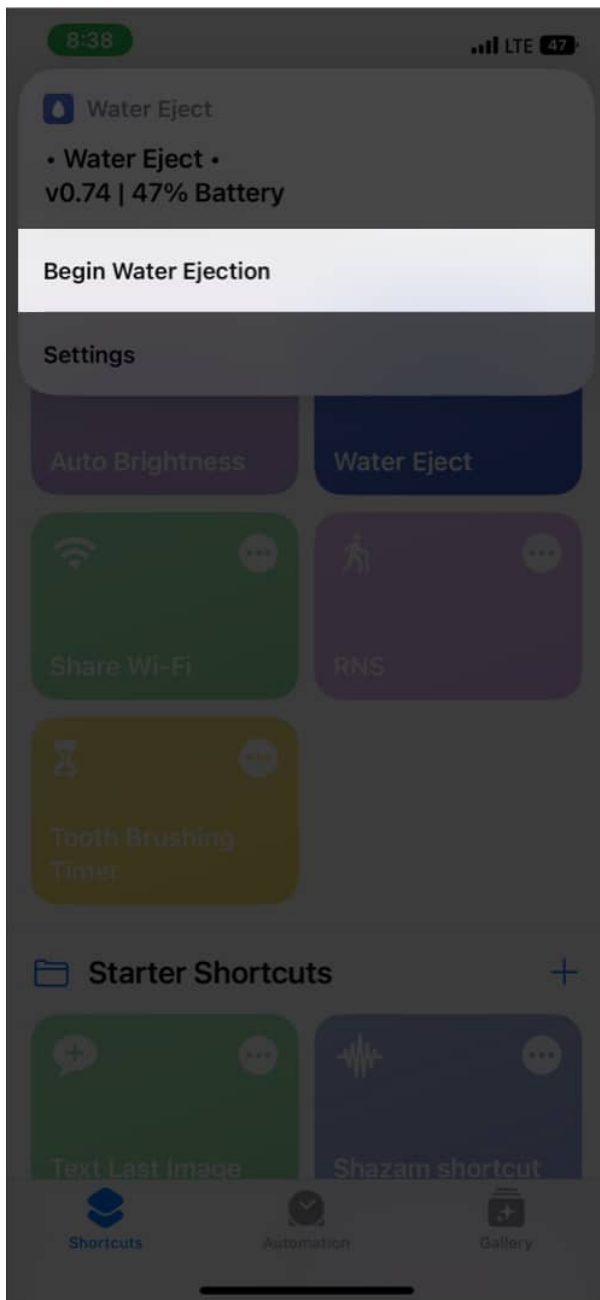 8:38
LTE 47
Water Eject
• Water Eject •
v0.74 | 47% Battery
Begin Water Ejection
Settings
Auto Brightness
Water Eject
Share Wi-Fi
RNS
Tooth Brushing
Timer
Starter Shortcuts
Text Last Image
Shazam shortcut
Shortcuts
Automation
Gallery